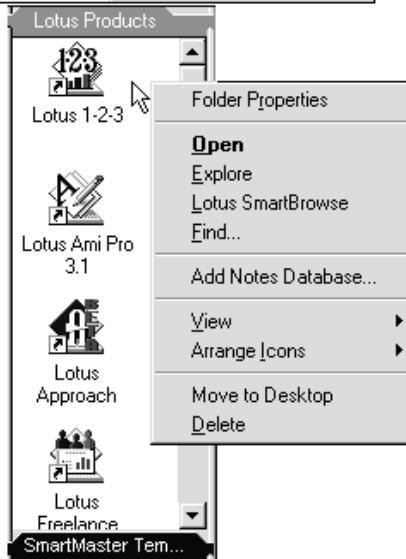 Lotus Products
123
Lotus 1-2-3
Lotus Ami Pro
3.1
Lotus
Approach
Lotus
Freelance
SmartMaster Tem...
Folder Properties
Open
Explore
Lotus SmartBrowse
Find...
Add Notes Database...
View
Arrange Icons
Move to Desktop
Delete